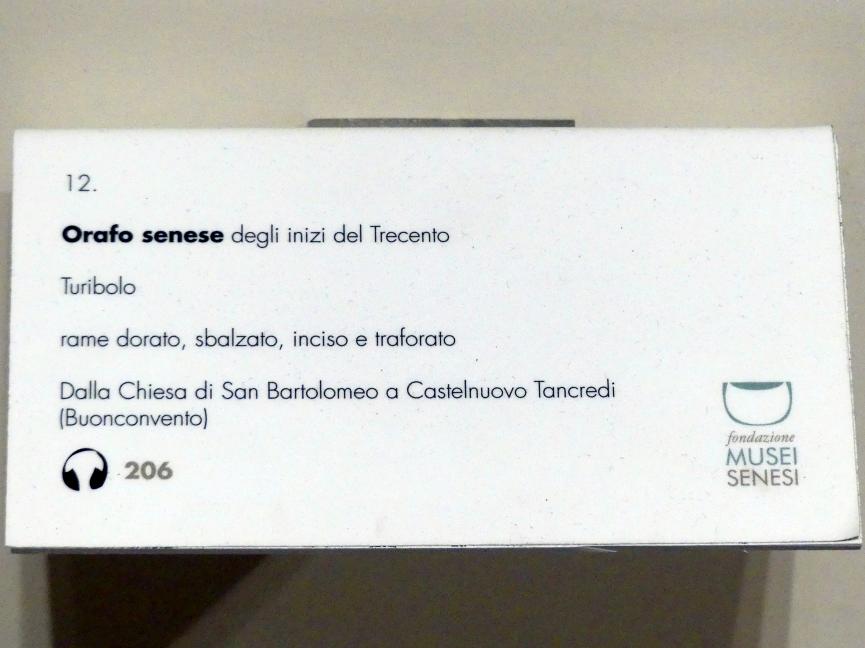 12.
Orafo senese degli inizi del Trecento
Turibolo
rame dorato, sbalzato, inciso e traforato
Dalla Chiesa di San Bartolomeo a Castelnuovo Tancredi
(Buonconvento)
206
fondazione
MUSEI
SENESI